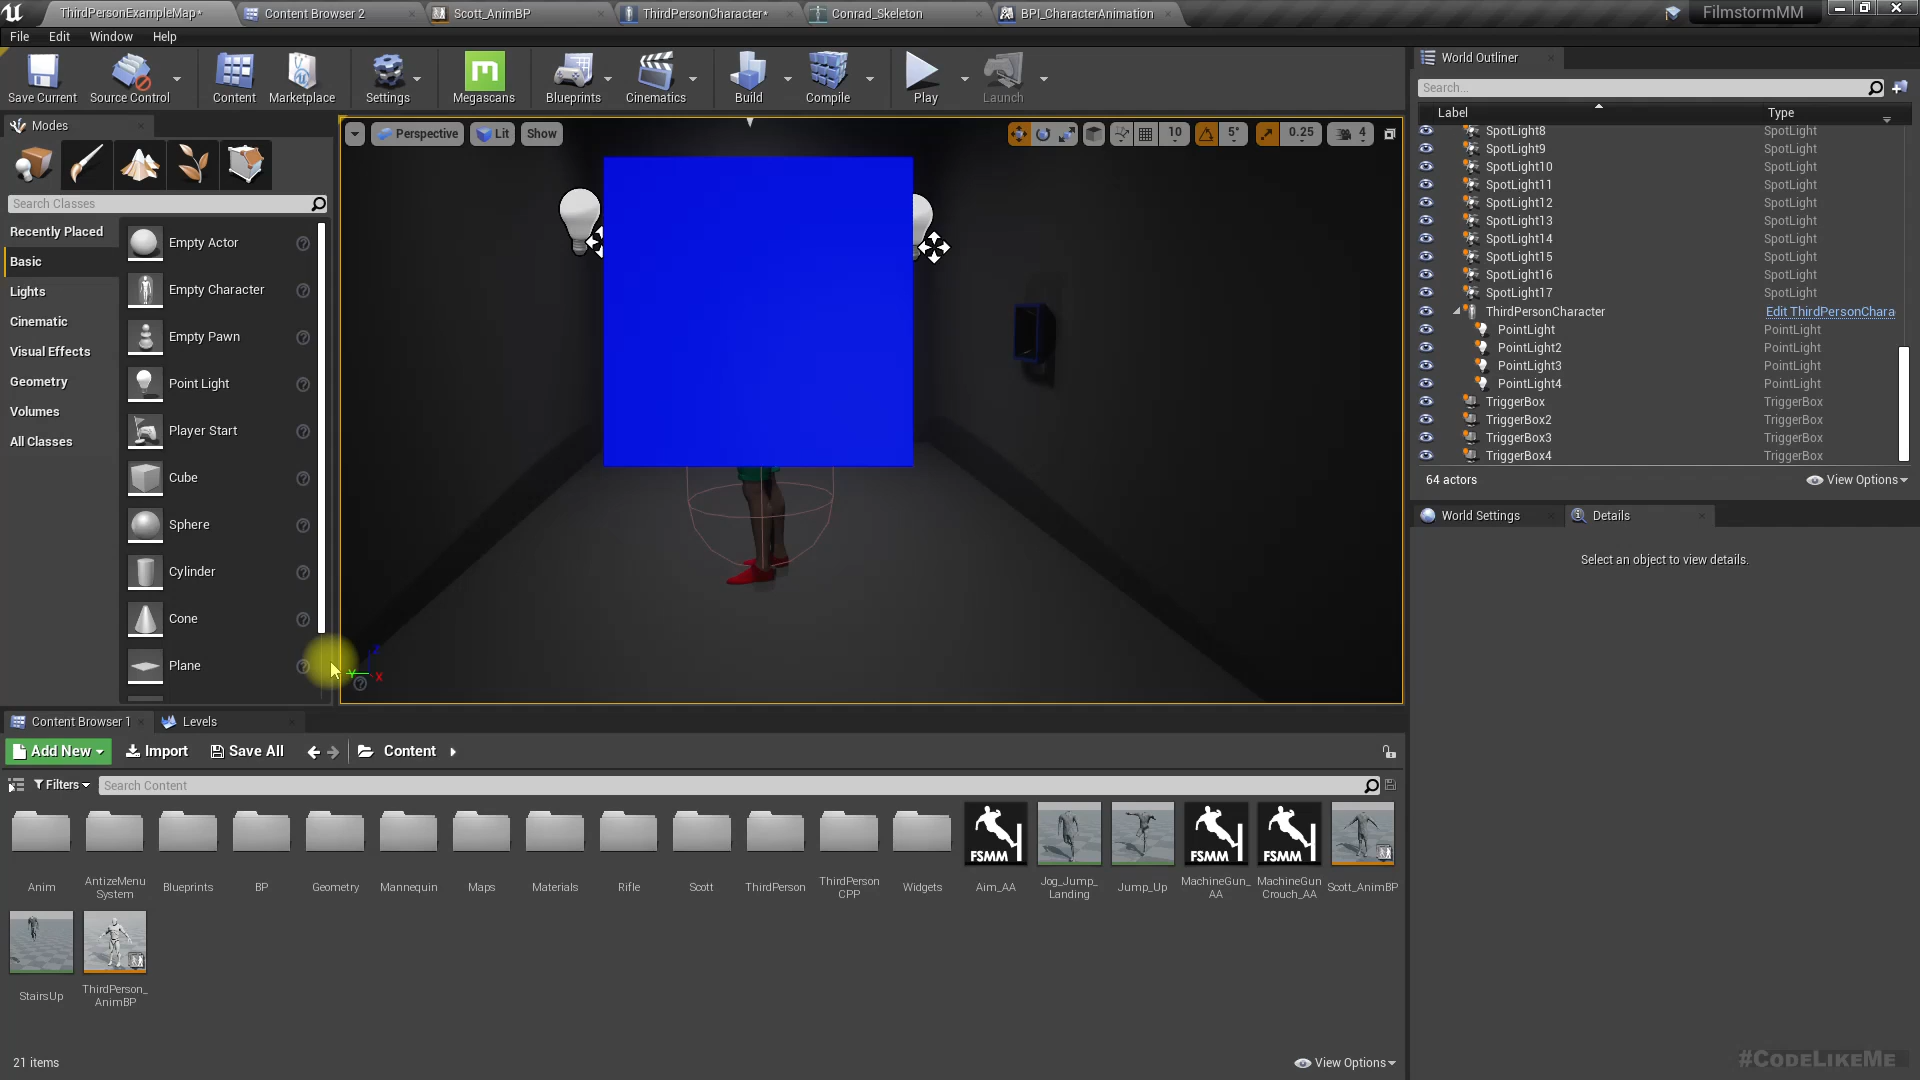 ThirdPersonExampleMap*
Content Browser 2
Scott_AnimBP
ThirdPersonCharacter*
Conrad_Skeleton
BPI_CharacterAnimation
FilmstormMM
File Edit Window Help
Save Current
Source Control
Content
Marketplace
Settings
Megascans
Blueprints
Cinematics
Build
Compile
Play
Launch
Modes
Search Classes
Recently Placed
Basic
Lights
Cinematic
Visual Effects
Geometry
Volumes
All Classes
Empty Actor
Empty Character
Empty Pawn
Point Light
Player Start
Cube
Sphere
Cylinder
Cone
Plane
Perspective
Lit
Show
10
5°
0.25
4
Z
Y
X
World Outliner
Search...
Label Type
SpotLight8 SpotLight
SpotLight9 SpotLight
SpotLight10 SpotLight
SpotLight11 SpotLight
SpotLight12 SpotLight
SpotLight13 SpotLight
SpotLight14 SpotLight
SpotLight15 SpotLight
SpotLight16 SpotLight
SpotLight17 SpotLight
ThirdPersonCharacter Edit ThirdPersonChara
PointLight PointLight
PointLight2 PointLight
PointLight3 PointLight
PointLight4 PointLight
TriggerBox TriggerBox
TriggerBox2 TriggerBox
TriggerBox3 TriggerBox
TriggerBox4 TriggerBox
64 actors
View Options
World Settings
Details
Select an object to view details.
Content Browser 1
Levels
Add New
Import
Save All
Content
Filters
Search Content
FSMM
FSMM
FSMM
Anim
AntizeMenu
System
Blueprints
BP
Geometry
Mannequin
Maps
Materials
Rifle
Scott
ThirdPerson
ThirdPerson
CPP
Widgets
Aim_AA
Jog_Jump_
Landing
Jump_Up
MachineGun_
AA
MachineGun
Crouch_AA
Scott_AnimBP
StairsUp
ThirdPerson_
AnimBP
21 items
View Options
#CodeLikeMe